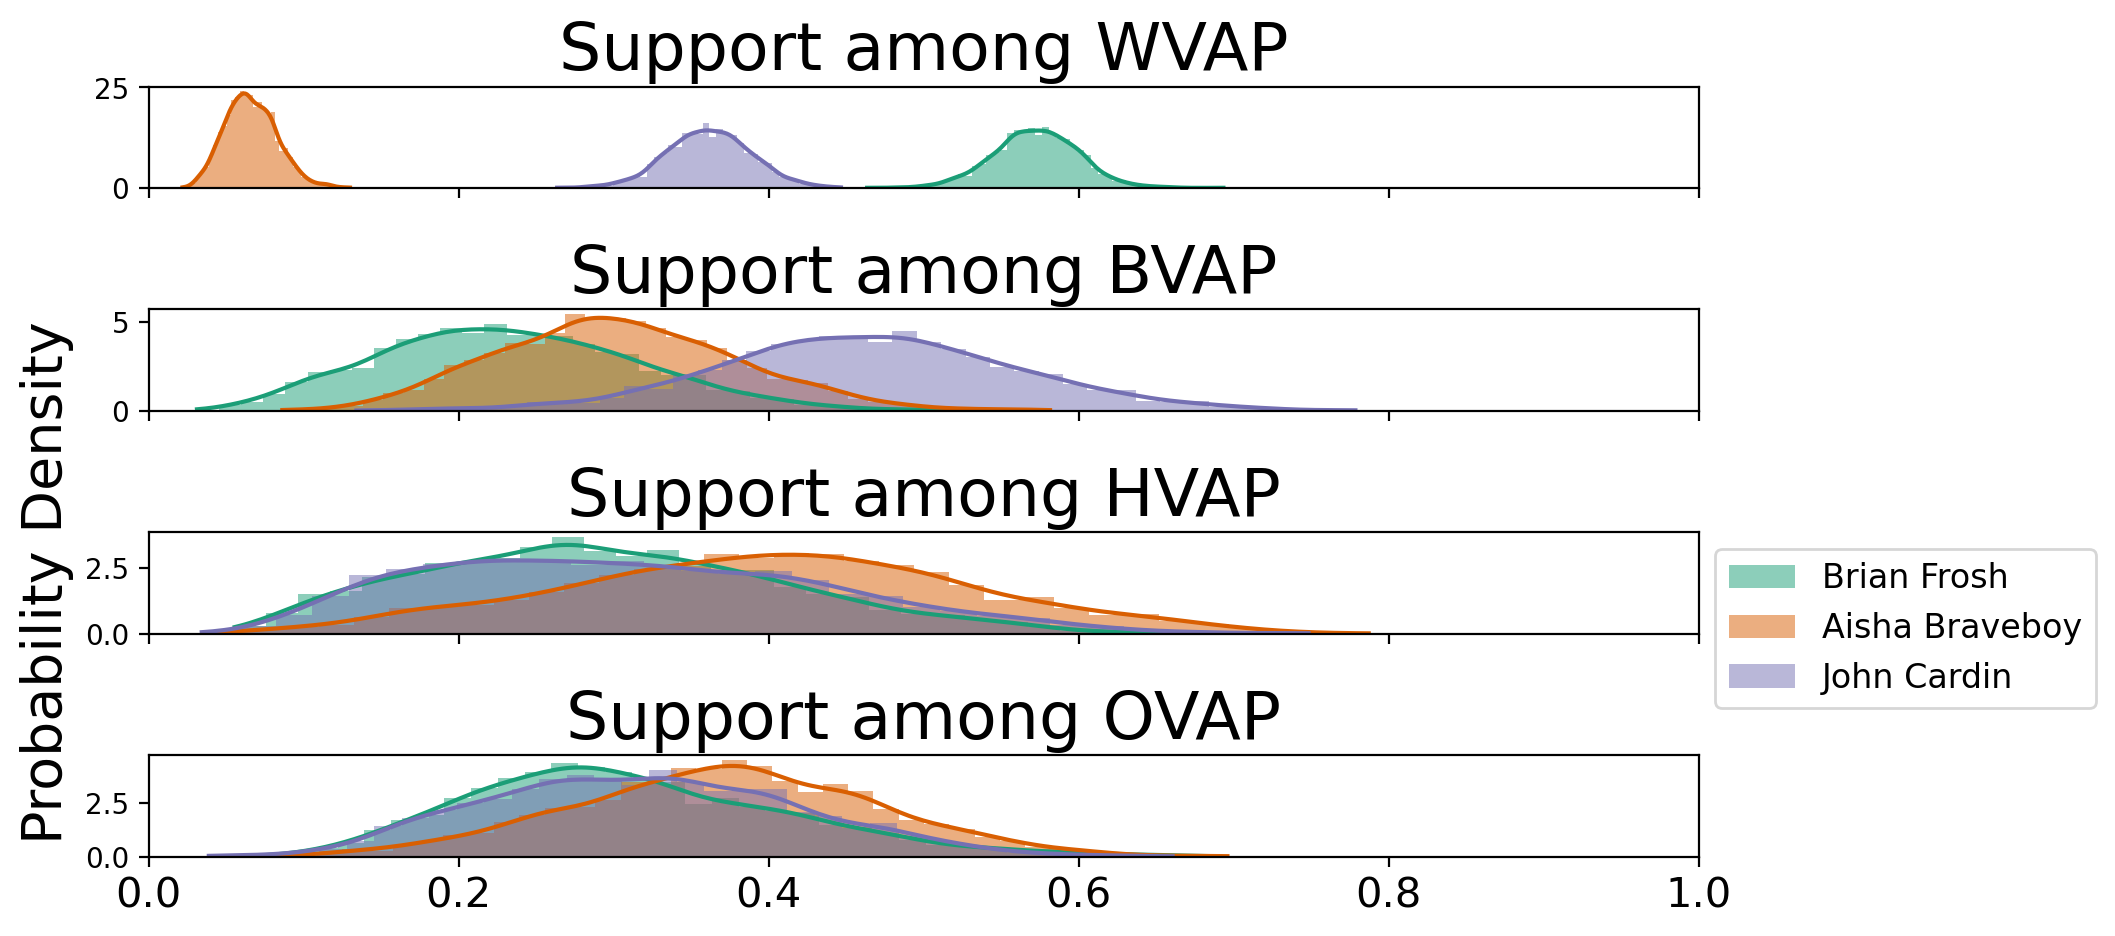 Support among WVAP
25
0
Support among BVAP
5
0
Support among HVAP
2.5
0.0
Support among OVAP
2.5
0.0
0.0 0.2 0.4 0.6 0.8 1.0
Probability Density
Brian Frosh
Aisha Braveboy
John Cardin